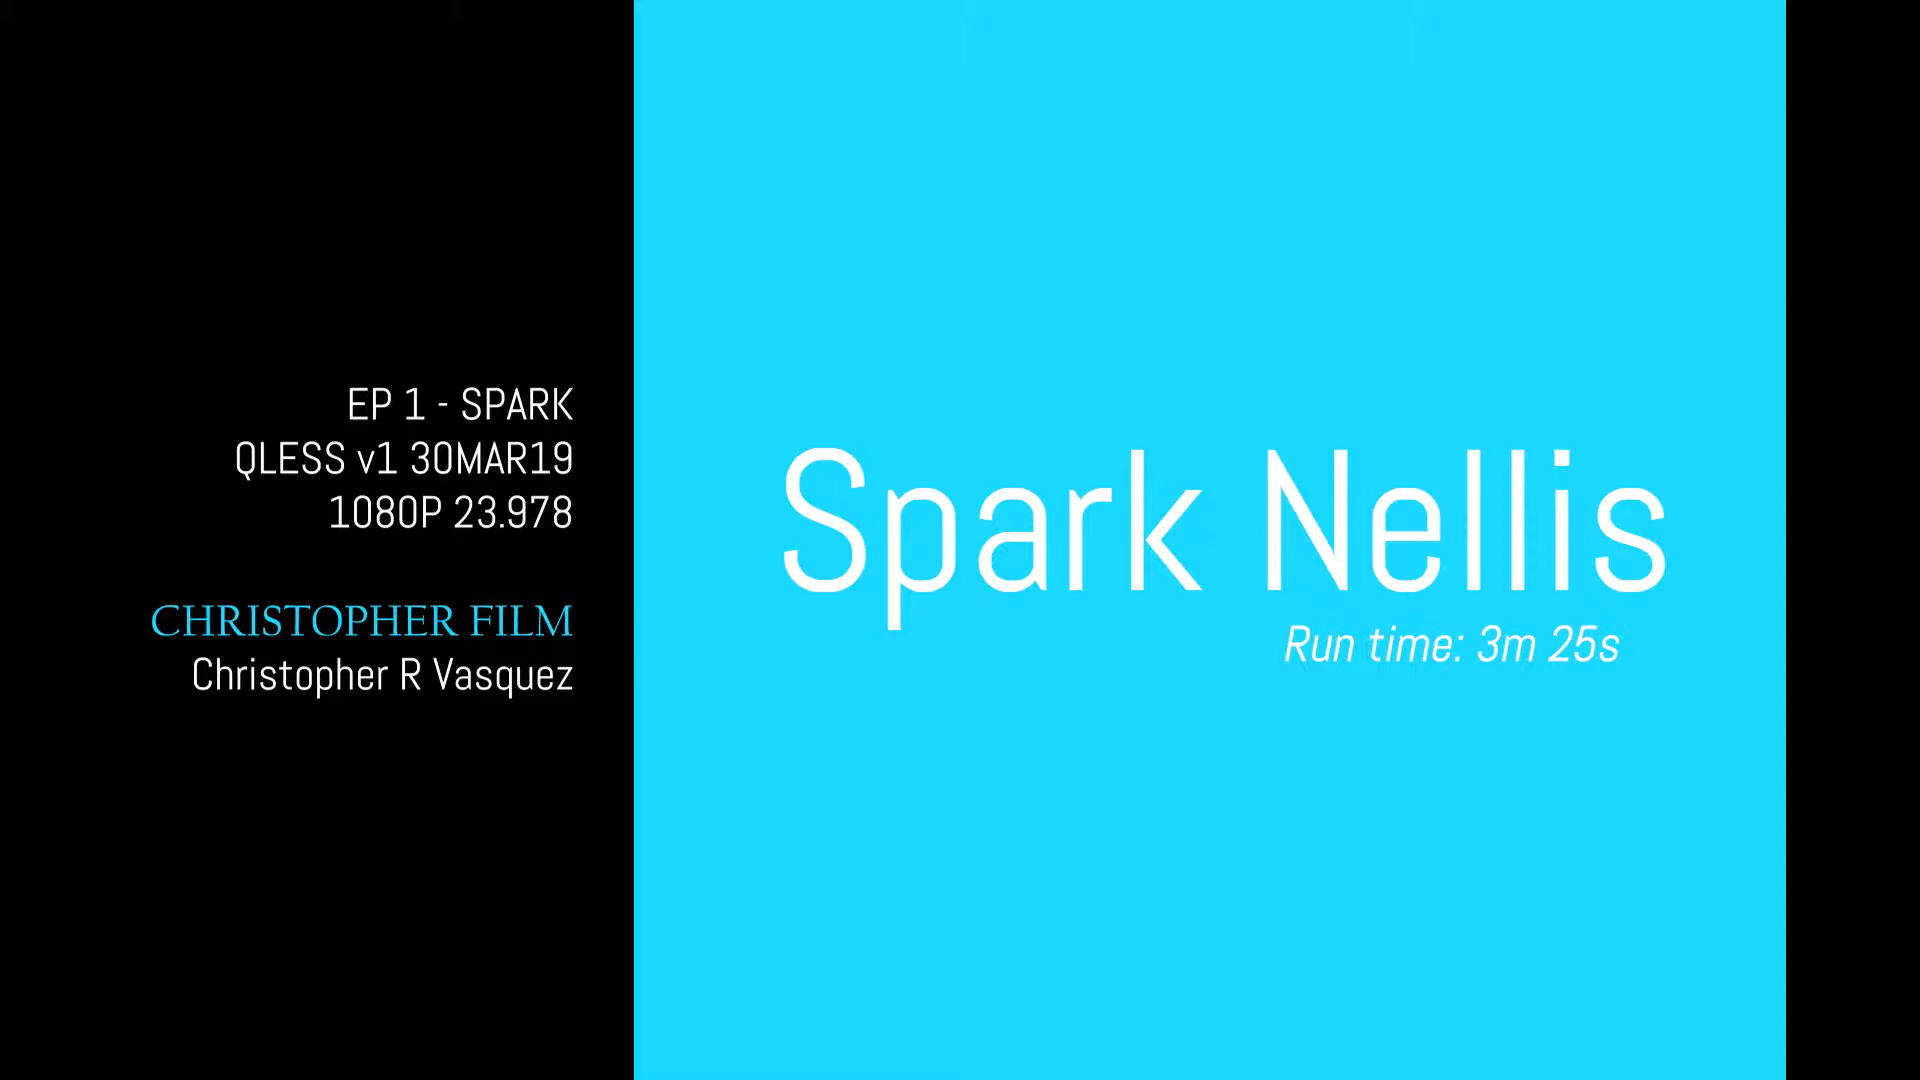 EP 1 - SPARK
QLESS v1 30MAR19
1080P 23.978
CHRISTOPHER FILM
Christopher R Vasquez
Spark Nellis
Run time: 3m 25s